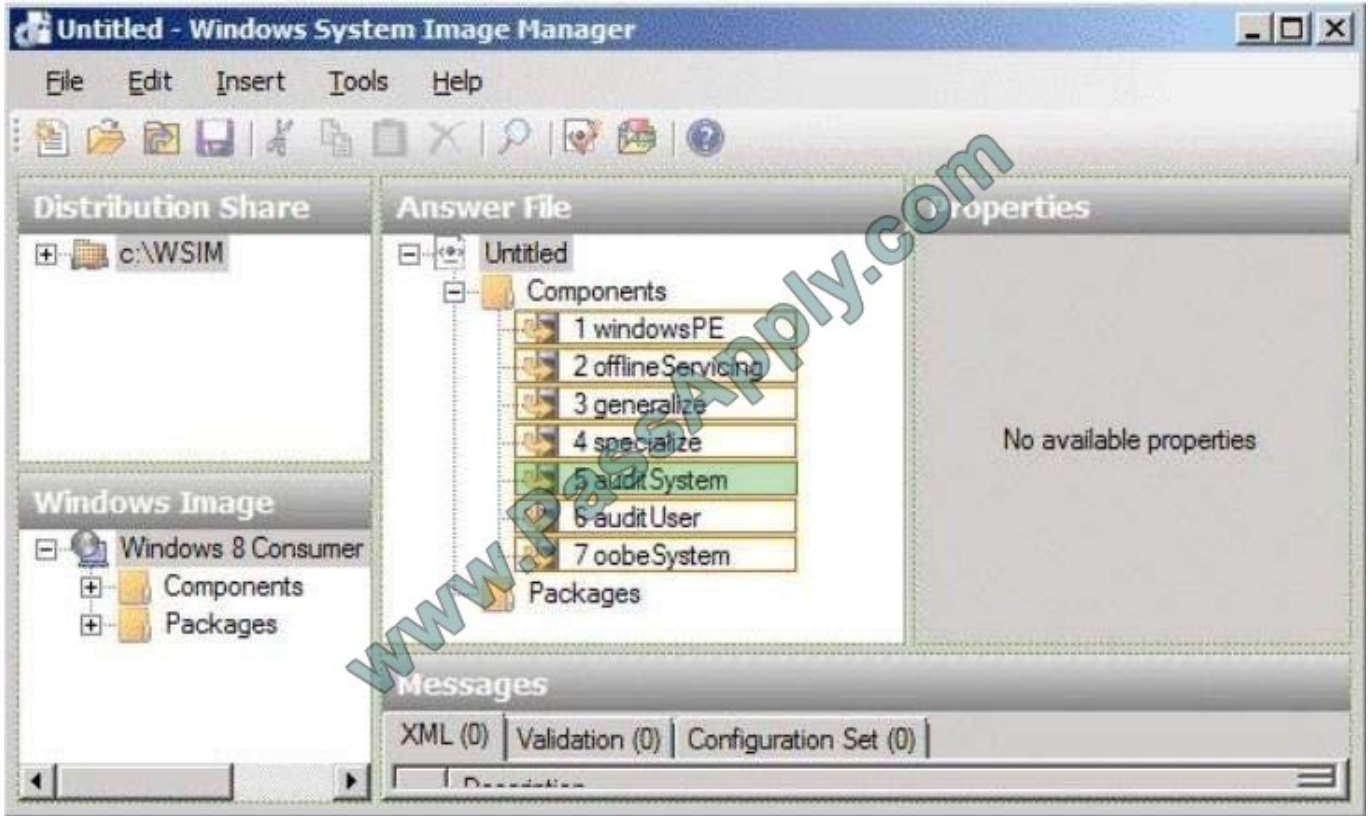 Untitled - Windows System Image Manager
File Edit Insert Tools Help
Distribution Share
c:\WSIM
Windows Image
Windows 8 Consumer
Components
Packages
Answer File
Untitled
Components
1 windowsPE
2 offlineServicing
3 generalize
4 specialize
5 auditSystem
6 auditUser
7 oobeSystem
Packages
Properties
No available properties
Messages
XML (0) Validation (0) Configuration Set (0)
Description
www.PassApply.com